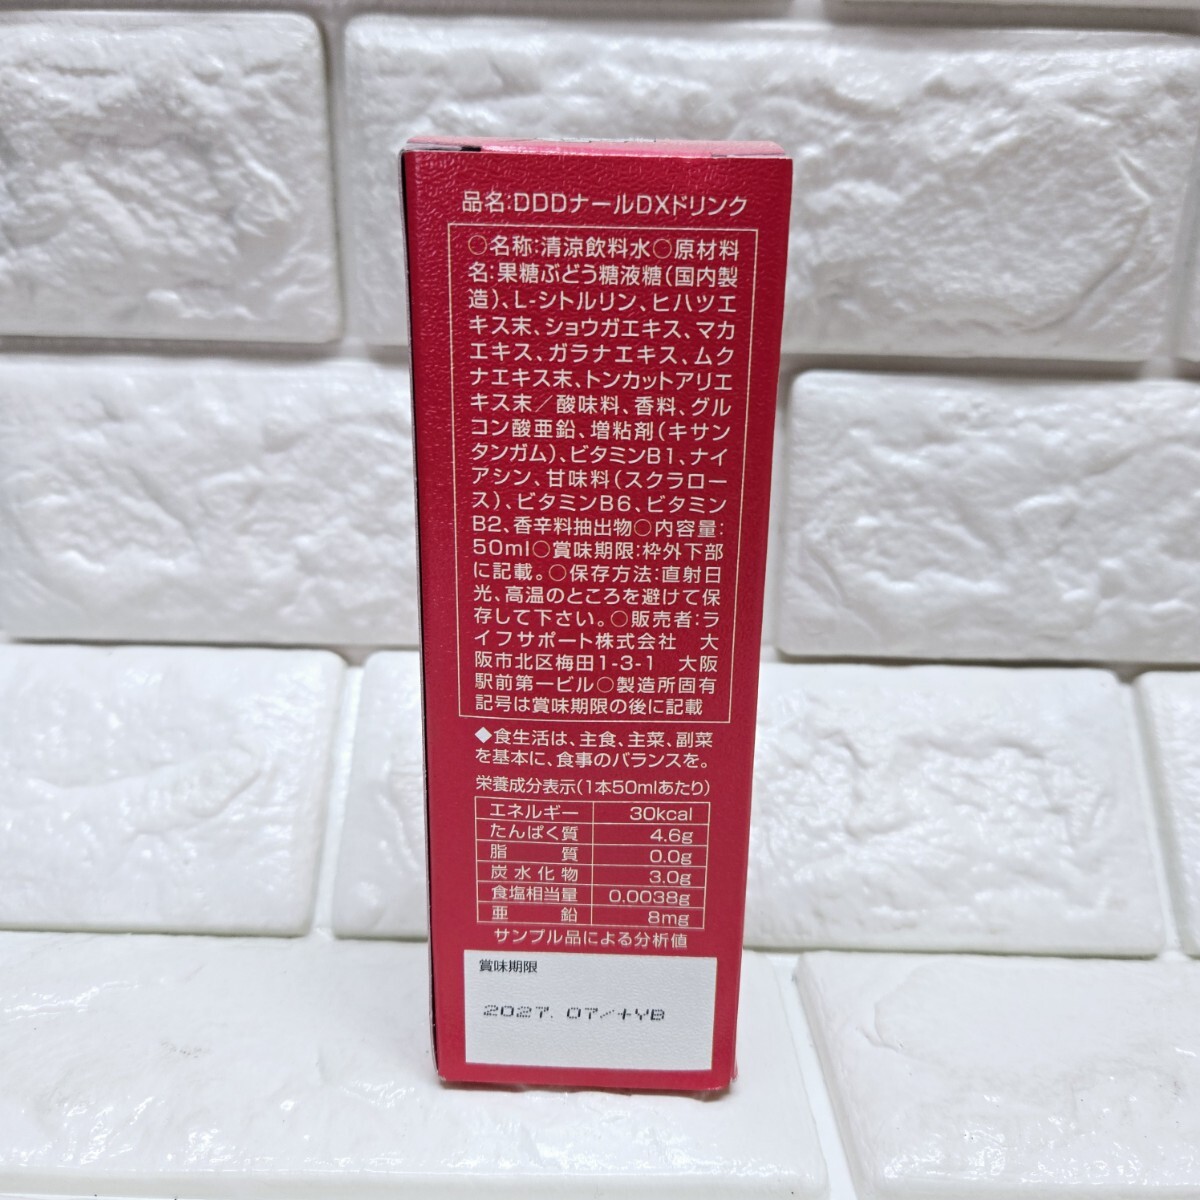 品名:DDDナールDXドリンク
○名称:清涼飲料水○原材料
名:果糖ぶどう糖液糖(国内製
造)、L-シトルリン、ヒハツエ
キス末、ショウガエキス、マカ
エキス、ガラナエキス、ムク
ナエキス末、トンカットアリエ
キス末／酸味料、香料、グル
コン酸亜鉛、増粘剤(キサン
タンガム)、ビタミンB1、ナイ
アシン、甘味料(スクラロー
ス)、ビタミンB6、ビタミン
B2、香辛料抽出物○内容量:
50ml○賞味期限:枠外下部
に記載。○保存方法:直射日
光、高温のところを避けて保
存して下さい。○販売者:ラ
イフサポート株式会社　大
阪市北区梅田1-3-1　大阪
駅前第一ビル○製造所固有
記号は賞味期限の後に記載
◆食生活は、主食、主菜、副菜
を基本に、食事のバランスを。
栄養成分表示(1本50mlあたり)
エネルギー 30kcal
たんぱく質 4.6g
脂質 0.0g
炭水化物 3.0g
食塩相当量 0.0038g
亜鉛 8mg
サンプル品による分析値
賞味期限
2027.07/+YB